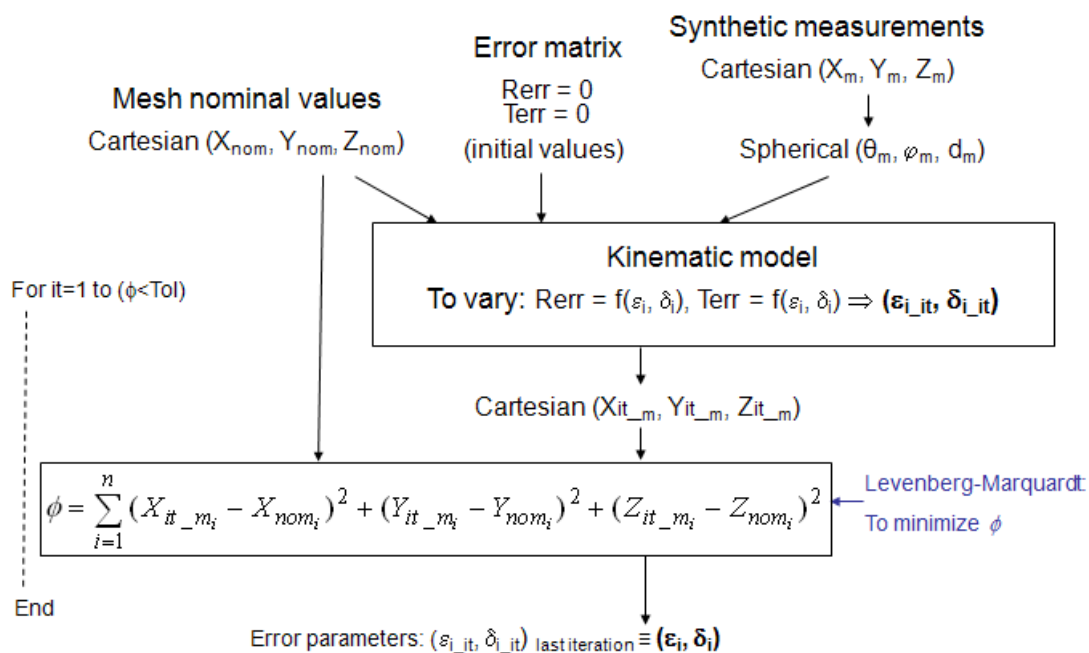 Synthetic measurements
Cartesian (Xm, Ym, Zm)
Spherical (θm, φm, dm)
Error matrix
Rerr = 0
Terr = 0
(initial values)
Mesh nominal values
Cartesian (Xnom, Ynom, Znom)
Kinematic model
To vary: Rerr = f(εi, δi), Terr = f(εi, δi) ⇒ (εi_it, δi_it)
For it=1 to (ϕ<Tol)
Cartesian (Xit_m, Yit_m, Zit_m)
ϕ = ∑ i=1 n (Xit_mi − Xnomi)² + (Yit_mi − Ynomi)² + (Zit_mi − Znomi)²
Levenberg-Marquardt:
To minimize ϕ
End
Error parameters: (εi_it, δi_it) last iteration ≡ (εi, δi)